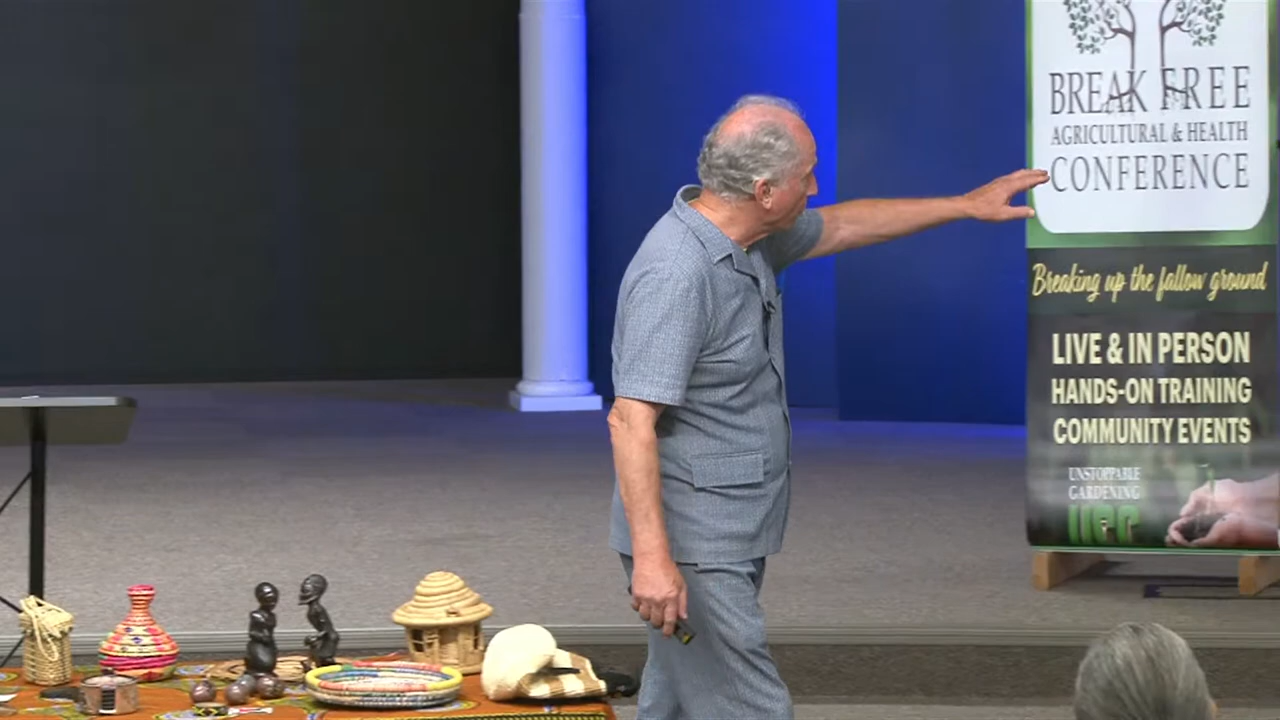 BREAK FREE
AGRICULTURAL & HEALTH
CONFERENCE
Breaking up the fallow ground
LIVE & IN PERSON
HANDS-ON TRAINING
COMMUNITY EVENTS
UNSTOPPABLE
GARDENING